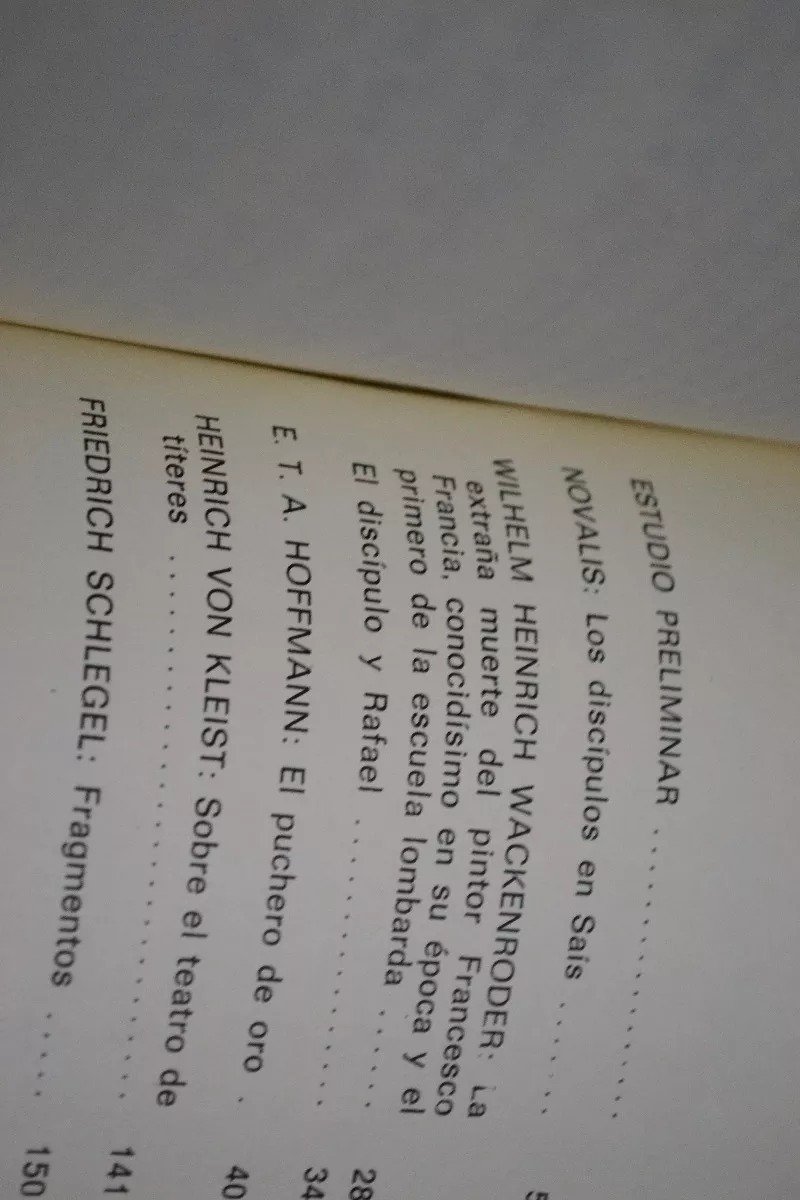 ESTUDIO PRELIMINAR ................
NOVALIS: Los discípulos en Saís .......
WILHELM HEINRICH WACKENRODER: La
extraña muerte del pintor Francesco
Francia, conocidísimo en su época y el
primero de la escuela lombarda ...... 28
El discípulo y Rafael ............... 34
E. T. A. HOFFMANN: El puchero de oro . 40
HEINRICH VON KLEIST: Sobre el teatro de
títeres .......................... 141
FRIEDRICH SCHLEGEL: Fragmentos ..... 150